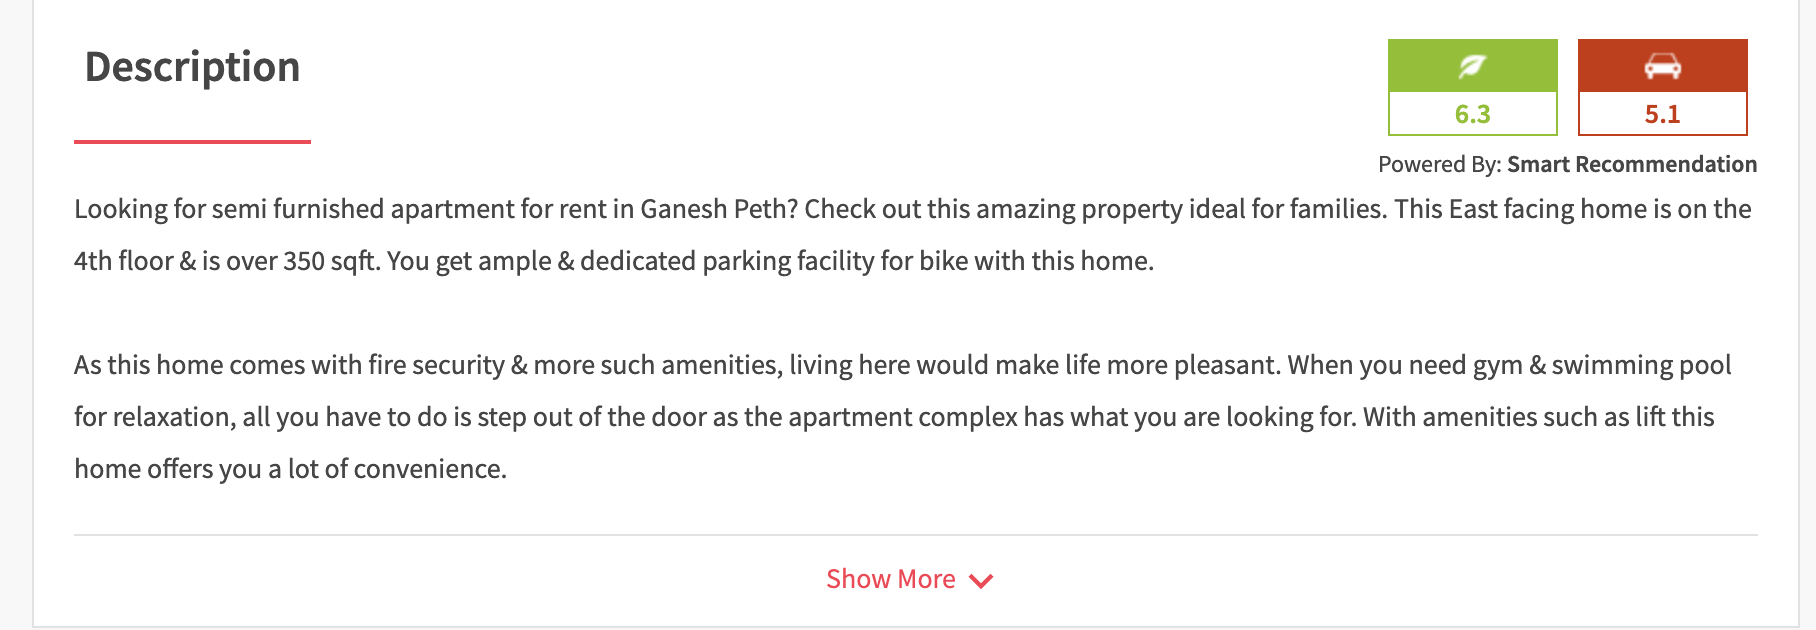 Description
6.3
5.1
Powered By: Smart Recommendation
Looking for semi furnished apartment for rent in Ganesh Peth? Check out this amazing property ideal for families. This East facing home is on the
4th floor & is over 350 sqft. You get ample & dedicated parking facility for bike with this home.
As this home comes with fire security & more such amenities, living here would make life more pleasant. When you need gym & swimming pool
for relaxation, all you have to do is step out of the door as the apartment complex has what you are looking for. With amenities such as lift this
home offers you a lot of convenience.
Show More